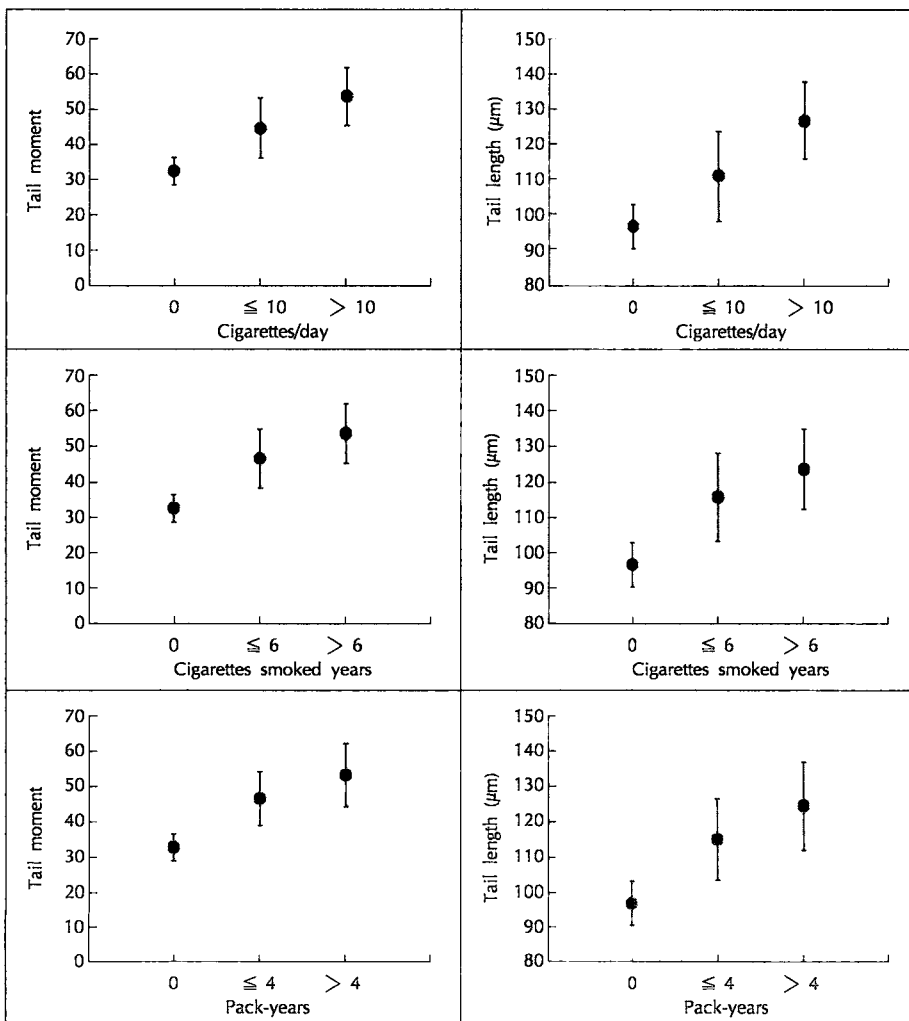 70
60
50
40
30
20
10
0
Tail moment
0 ≦ 10 > 10
Cigarettes/day
150
140
130
120
110
100
90
80
Tail length (μm)
0 ≦ 10 > 10
Cigarettes/day
70
60
50
40
30
20
10
0
Tail moment
0 ≦ 6 > 6
Cigarettes smoked years
150
140
130
120
110
100
90
80
Tail length (μm)
0 ≦ 6 > 6
Cigarettes smoked years
70
60
50
40
30
20
10
0
Tail moment
0 ≦ 4 > 4
Pack-years
150
140
130
120
110
100
90
80
Tail length (μm)
0 ≦ 4 > 4
Pack-years